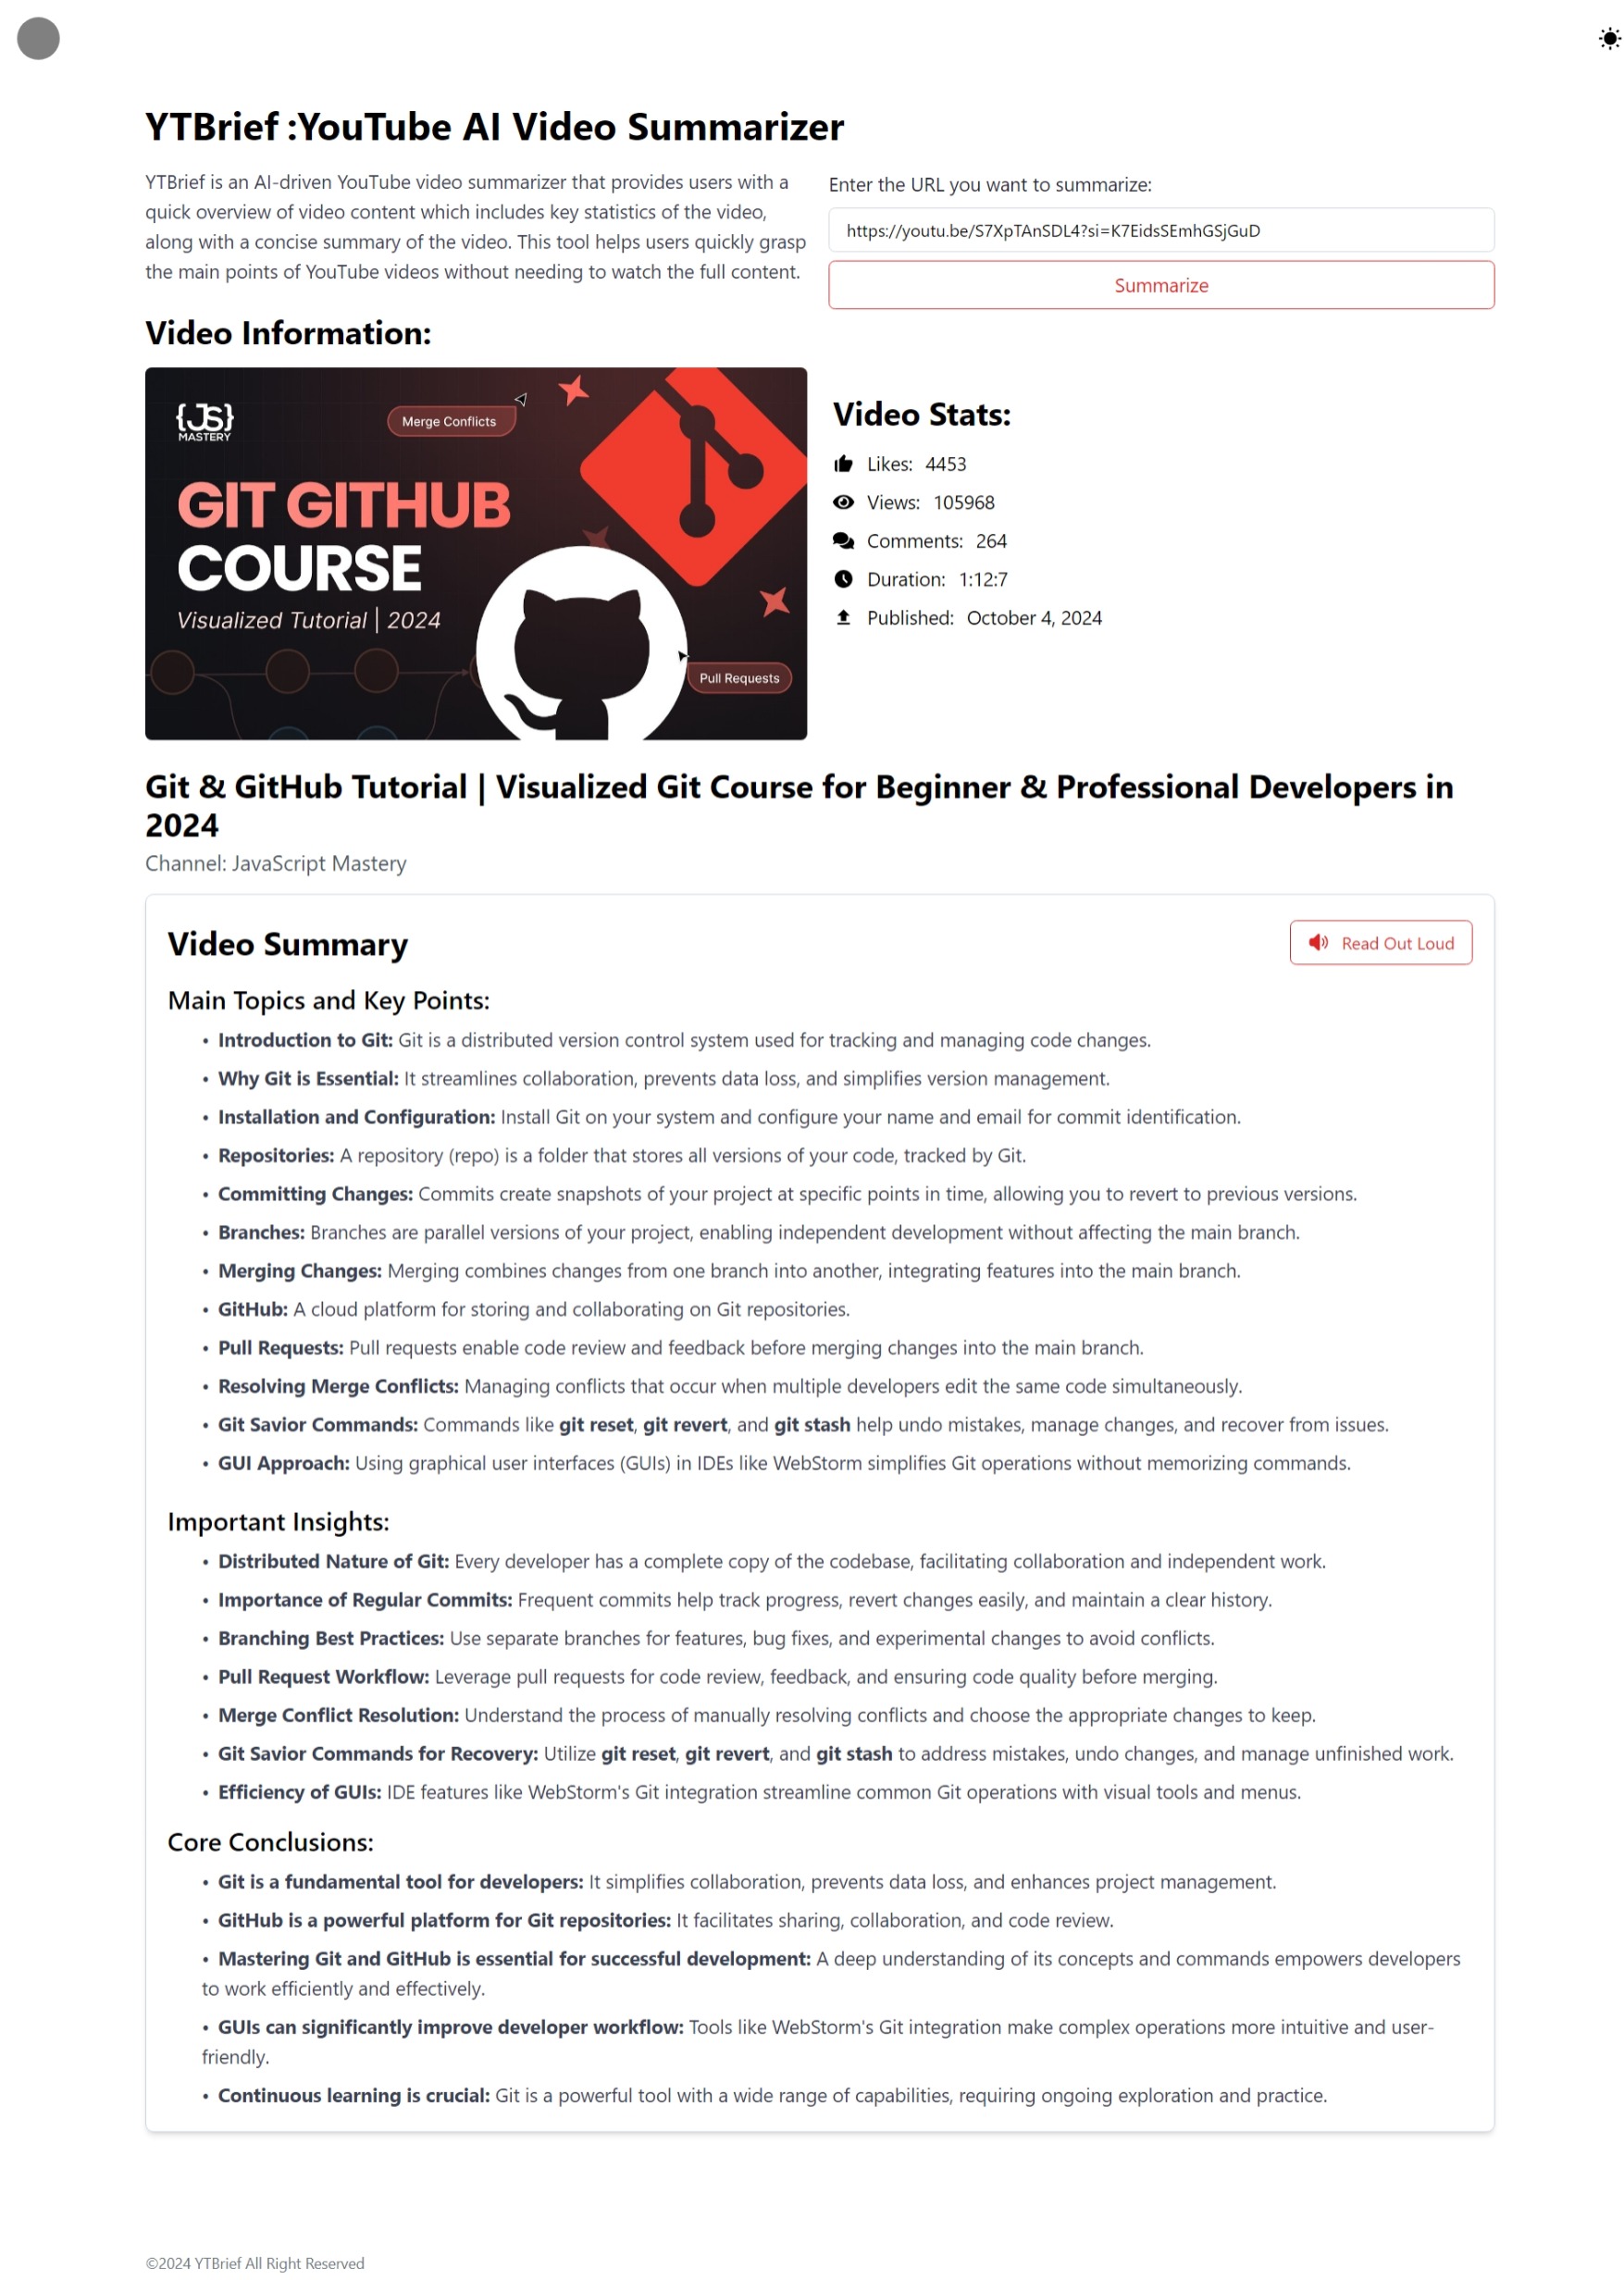 YTBrief :YouTube AI Video Summarizer
YTBrief is an AI-driven YouTube video summarizer that provides users with a
quick overview of video content which includes key statistics of the video,
along with a concise summary of the video. This tool helps users quickly grasp
the main points of YouTube videos without needing to watch the full content.
Enter the URL you want to summarize:
https://youtu.be/S7XpTAnSDL4?si=K7EidsSEmhGSjGuD
Summarize
Video Information:
{JS}
MASTERY
Merge Conflicts
GIT GITHUB
COURSE
Visualized Tutorial | 2024
Pull Requests
Video Stats:
Likes: 4453
Views: 105968
Comments: 264
Duration: 1:12:7
Published: October 4, 2024
Git & GitHub Tutorial | Visualized Git Course for Beginner & Professional Developers in
2024
Channel: JavaScript Mastery
Video Summary
Read Out Loud
Main Topics and Key Points:
• Introduction to Git: Git is a distributed version control system used for tracking and managing code changes.
• Why Git is Essential: It streamlines collaboration, prevents data loss, and simplifies version management.
• Installation and Configuration: Install Git on your system and configure your name and email for commit identification.
• Repositories: A repository (repo) is a folder that stores all versions of your code, tracked by Git.
• Committing Changes: Commits create snapshots of your project at specific points in time, allowing you to revert to previous versions.
• Branches: Branches are parallel versions of your project, enabling independent development without affecting the main branch.
• Merging Changes: Merging combines changes from one branch into another, integrating features into the main branch.
• GitHub: A cloud platform for storing and collaborating on Git repositories.
• Pull Requests: Pull requests enable code review and feedback before merging changes into the main branch.
• Resolving Merge Conflicts: Managing conflicts that occur when multiple developers edit the same code simultaneously.
• Git Savior Commands: Commands like git reset, git revert, and git stash help undo mistakes, manage changes, and recover from issues.
• GUI Approach: Using graphical user interfaces (GUIs) in IDEs like WebStorm simplifies Git operations without memorizing commands.
Important Insights:
• Distributed Nature of Git: Every developer has a complete copy of the codebase, facilitating collaboration and independent work.
• Importance of Regular Commits: Frequent commits help track progress, revert changes easily, and maintain a clear history.
• Branching Best Practices: Use separate branches for features, bug fixes, and experimental changes to avoid conflicts.
• Pull Request Workflow: Leverage pull requests for code review, feedback, and ensuring code quality before merging.
• Merge Conflict Resolution: Understand the process of manually resolving conflicts and choose the appropriate changes to keep.
• Git Savior Commands for Recovery: Utilize git reset, git revert, and git stash to address mistakes, undo changes, and manage unfinished work.
• Efficiency of GUIs: IDE features like WebStorm's Git integration streamline common Git operations with visual tools and menus.
Core Conclusions:
• Git is a fundamental tool for developers: It simplifies collaboration, prevents data loss, and enhances project management.
• GitHub is a powerful platform for Git repositories: It facilitates sharing, collaboration, and code review.
• Mastering Git and GitHub is essential for successful development: A deep understanding of its concepts and commands empowers developers
to work efficiently and effectively.
• GUIs can significantly improve developer workflow: Tools like WebStorm's Git integration make complex operations more intuitive and user-
friendly.
• Continuous learning is crucial: Git is a powerful tool with a wide range of capabilities, requiring ongoing exploration and practice.
©2024 YTBrief All Right Reserved